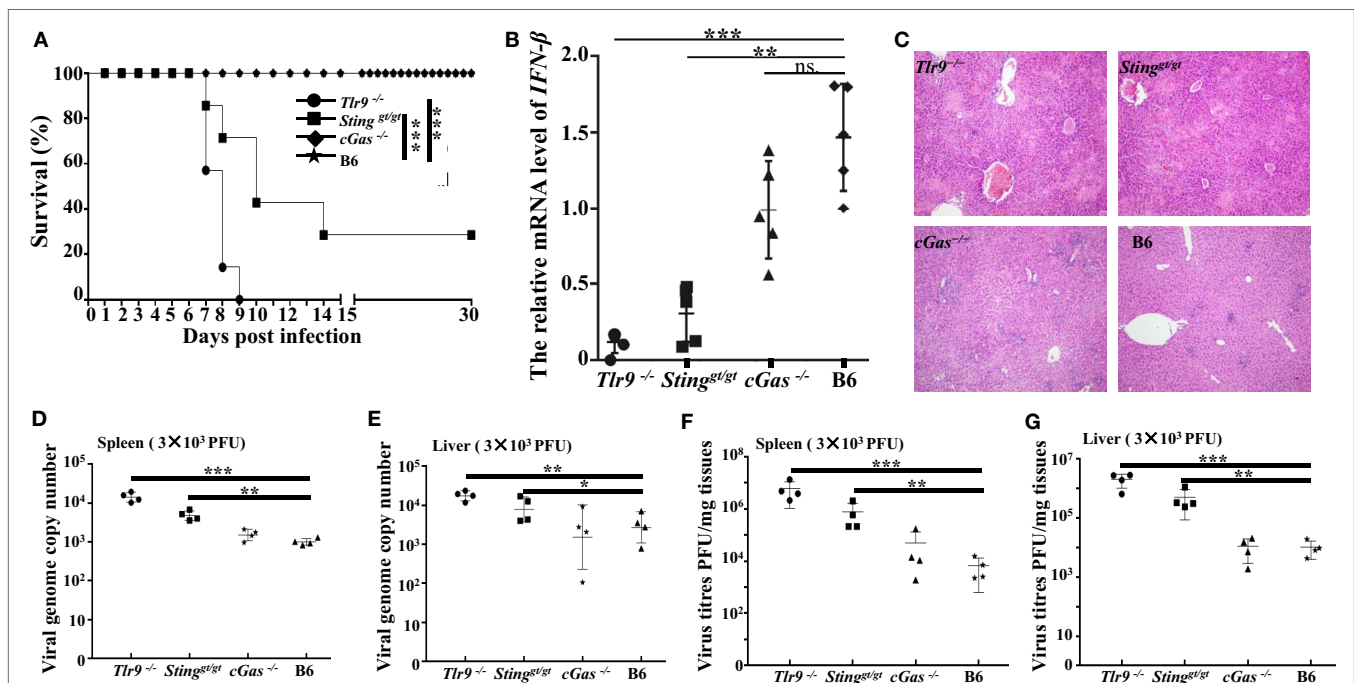 A
Survival (%)
100
80
60
40
20
0
0 1 2 3 4 5 6 7 8 9 10 11 12 13 14 15 30
Days post infection
Tlr9 -/-
Sting gt/gt
cGas -/-
B6
***
***
B
The relative mRNA level of IFN-β
2.0
1.5
1.0
0.5
0
***
**
ns.
Tlr9 -/- Sting gt/gt cGas -/- B6
C
Tlr9 -/-
Sting gt/gt
cGas -/-
B6
D
Spleen ( 3×10³ PFU)
Viral genome copy number
10⁵
10⁴
10³
10²
10
0
***
**
Tlr9 -/- Sting gt/gt cGas -/- B6
E
Liver ( 3×10³ PFU)
Viral genome copy number
10⁵
10⁴
10³
10²
10
0
**
*
Tlr9 -/- Sting gt/gt cGas -/- B6
F
Spleen ( 3×10³ PFU)
Virus titres PFU/mg tissues
10⁸
10⁶
10⁴
10²
0
***
**
Tlr9 -/- Sting gt/gt cGas -/- B6
G
Liver ( 3×10³ PFU)
Virus titres PFU/mg tissues
10⁷
10⁵
10³
10
0
***
**
Tlr9 -/- Sting gt/gt cGas -/- B6